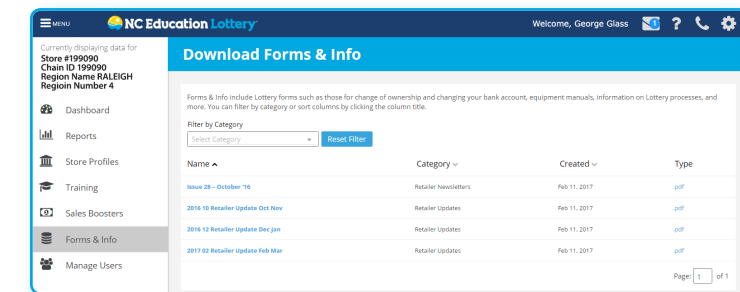 MENU
NC Education Lottery
Welcome, George Glass
1
?
Currently displaying data for
Store #199090
Chain ID 199090
Region Name RALEIGH
Regioin Number 4
Dashboard
Reports
Store Profiles
Training
Sales Boosters
Forms & Info
Manage Users
Download Forms & Info
Forms & Info include Lottery forms such as those for change of ownership and changing your bank account, equipment manuals, information on Lottery processes, and
more. You can filter by category or sort columns by clicking the column title.
Filter by Category
Select Category
Reset Filter
Name Category Created Type
Issue 28 – October '16 Retailer Newsletters Feb 11, 2017 .pdf
2016 10 Retailer Update Oct Nov Retailer Updates Feb 11, 2017 .pdf
2016 12 Retailer Update Dec Jan Retailer Updates Feb 11, 2017 .pdf
2017 02 Retailer Update Feb Mar Retailer Updates Feb 11, 2017 .pdf
Page: 1 of 1